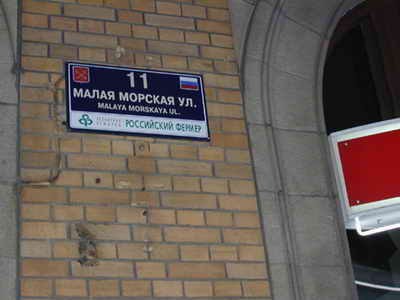 11
МАЛАЯ МОРСКАЯ УЛ.
MALAYA MORSKAYA UL.
РОССИЙСКИЙ ФЕРМЕР